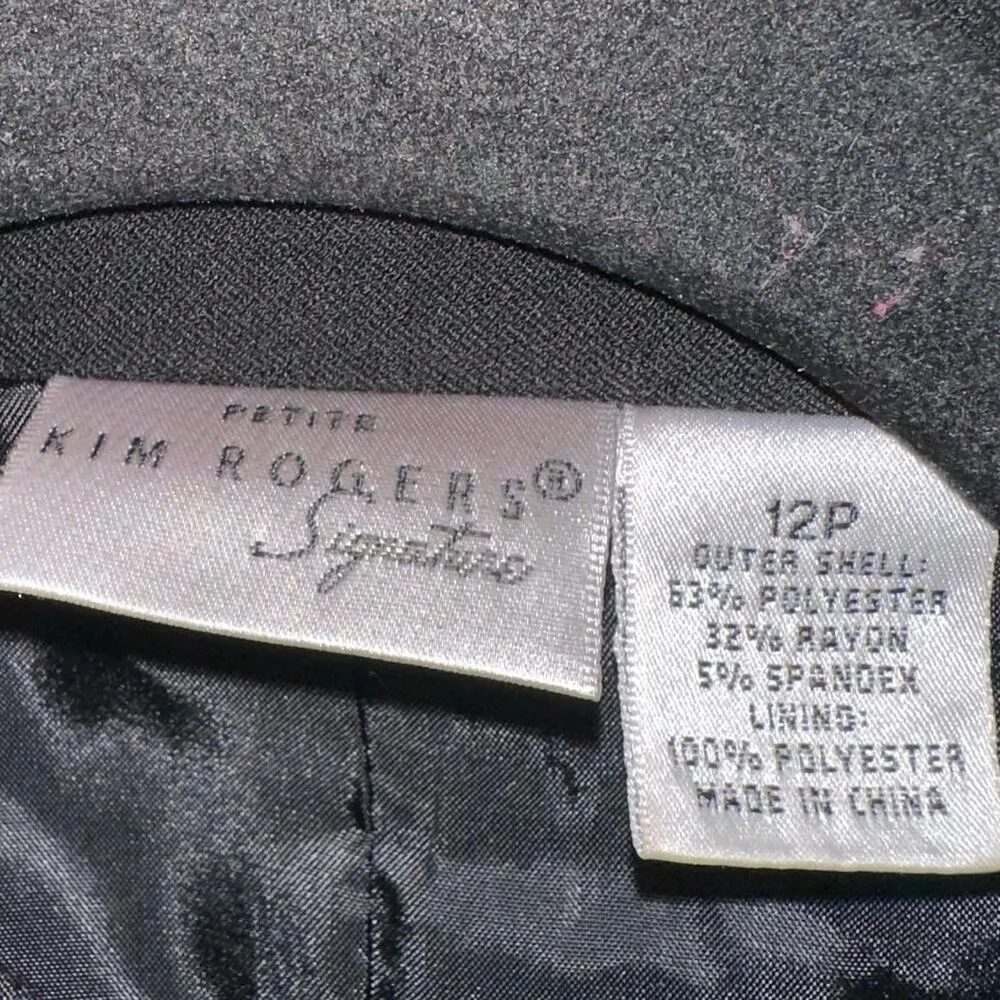 PETITE
KIM ROGERS®
Signature
12P
OUTER SHELL:
63% POLYESTER
32% RAYON
5% SPANDEX
LINING:
100% POLYESTER
MADE IN CHINA